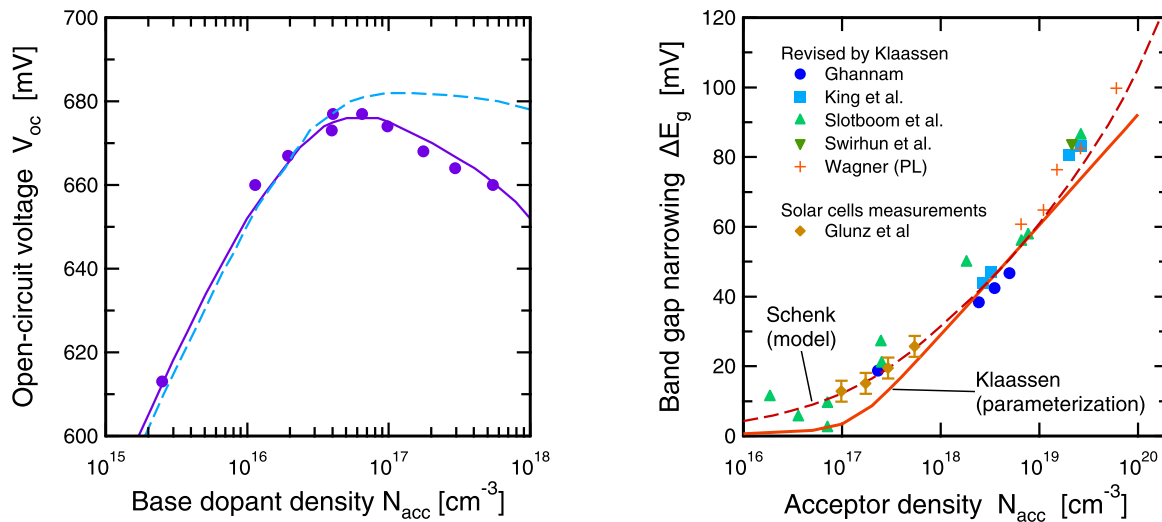 Open-circuit voltage V_oc [mV]
700
680
660
640
620
600
10^15
10^16
10^17
10^18
Base dopant density N_acc [cm^-3]
Band gap narrowing ΔE_g [mV]
120
100
80
60
40
20
0
Revised by Klaassen
Ghannam
King et al.
Slotboom et al.
Swirhun et al.
Wagner (PL)
Solar cells measurements
Glunz et al
Schenk
(model)
Klaassen
(parameterization)
10^16
10^17
10^18
10^19
10^20
Acceptor density N_acc [cm^-3]